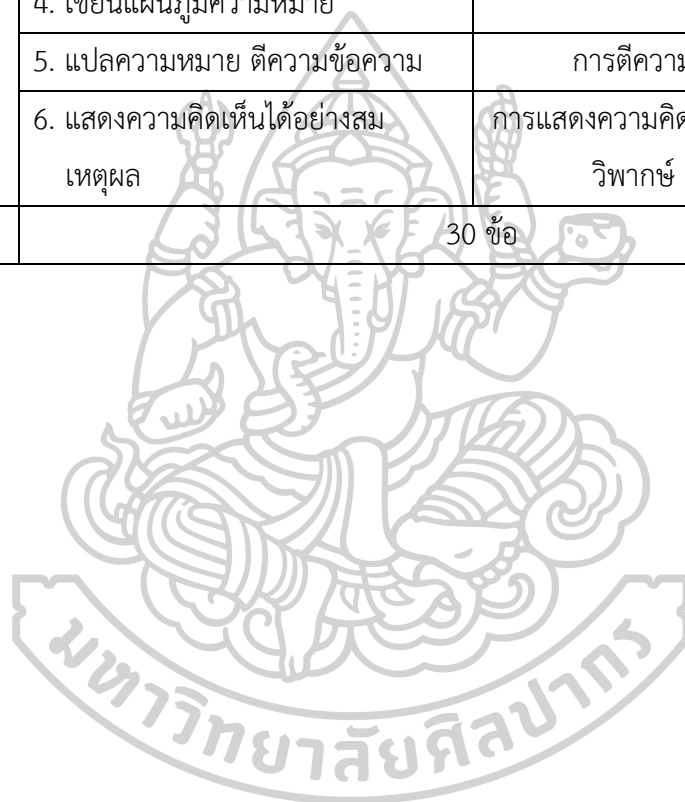 4. เขียนแผนภูมิความหมาย
5. แปลความหมาย ตีความข้อความ การตีความ
6. แสดงความคิดเห็นได้อย่างสม การแสดงความคิด
เหตุผล วิพากษ์
30 ข้อ
มหาวิทยาลัยศิลปากร